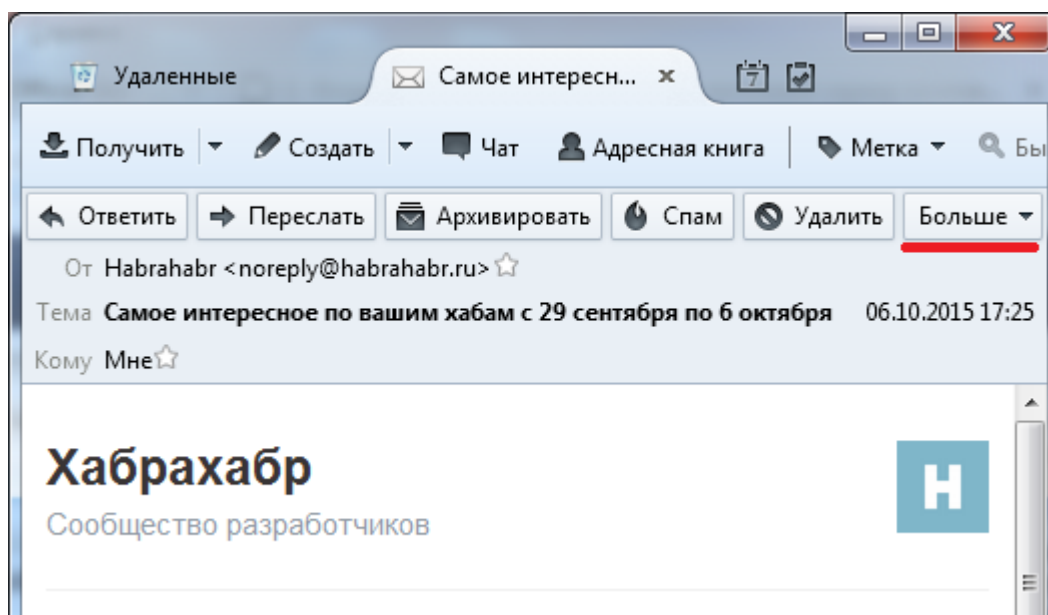 Удаленные Самое интересн... 7
Получить Создать Чат Адресная книга Метка Бы
Ответить Переслать Архивировать Спам Удалить Больше
От Habrahabr <noreply@habrahabr.ru>
Тема Самое интересное по вашим хабам с 29 сентября по 6 октября 06.10.2015 17:25
Кому Мне
Хабрахабр
H
Сообщество разработчиков